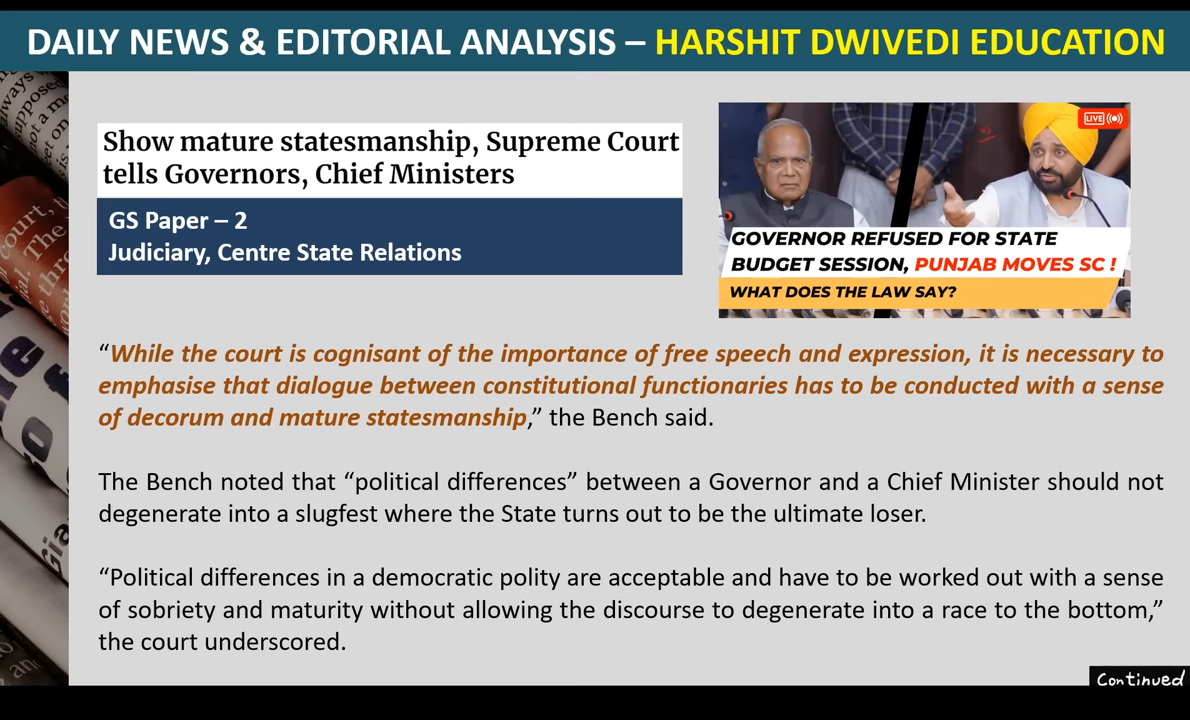 DAILY NEWS & EDITORIAL ANALYSIS – HARSHIT DWIVEDI EDUCATION
Show mature statesmanship, Supreme Court
tells Governors, Chief Ministers
GS Paper – 2
Judiciary, Centre State Relations
LIVE
GOVERNOR REFUSED FOR STATE
BUDGET SESSION, PUNJAB MOVES SC !
WHAT DOES THE LAW SAY?
“While the court is cognisant of the importance of free speech and expression, it is necessary to
emphasise that dialogue between constitutional functionaries has to be conducted with a sense
of decorum and mature statesmanship,” the Bench said.
The Bench noted that “political differences” between a Governor and a Chief Minister should not
degenerate into a slugfest where the State turns out to be the ultimate loser.
“Political differences in a democratic polity are acceptable and have to be worked out with a sense
of sobriety and maturity without allowing the discourse to degenerate into a race to the bottom,”
the court underscored.
Continued